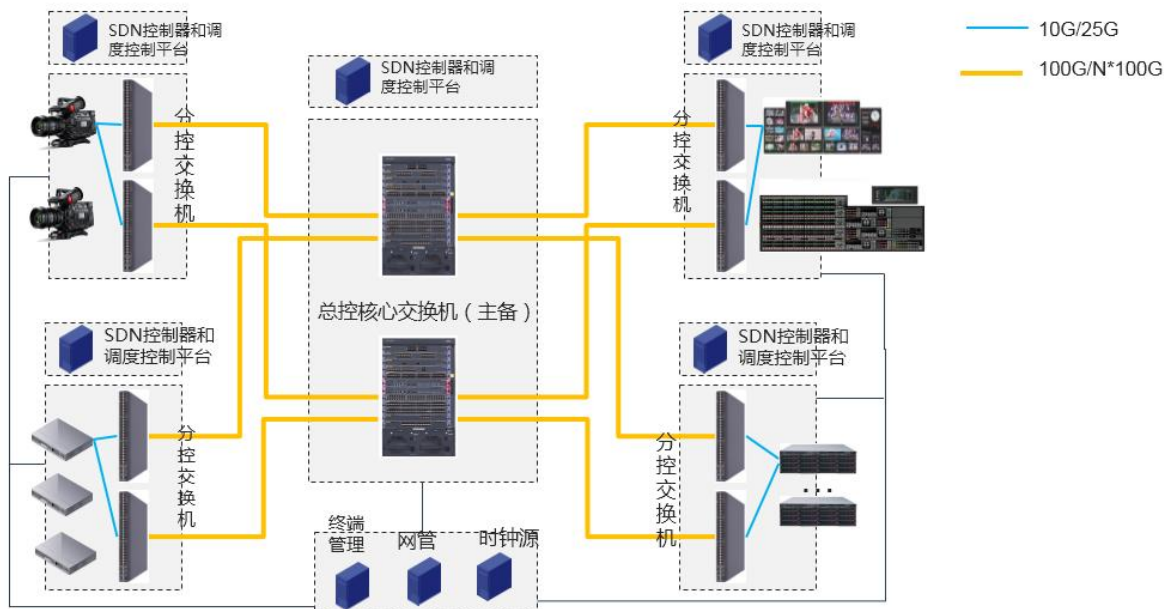 SDN控制器和调
度控制平台
SDN控制器和调
度控制平台
SDN控制器和调
度控制平台
10G/25G
100G/N*100G
分控交换机
分控交换机
总控核心交换机（主备）
SDN控制器和
调度控制平台
SDN控制器和
调度控制平台
分控交换机
分控交换机
终端
管理
网管
时钟源